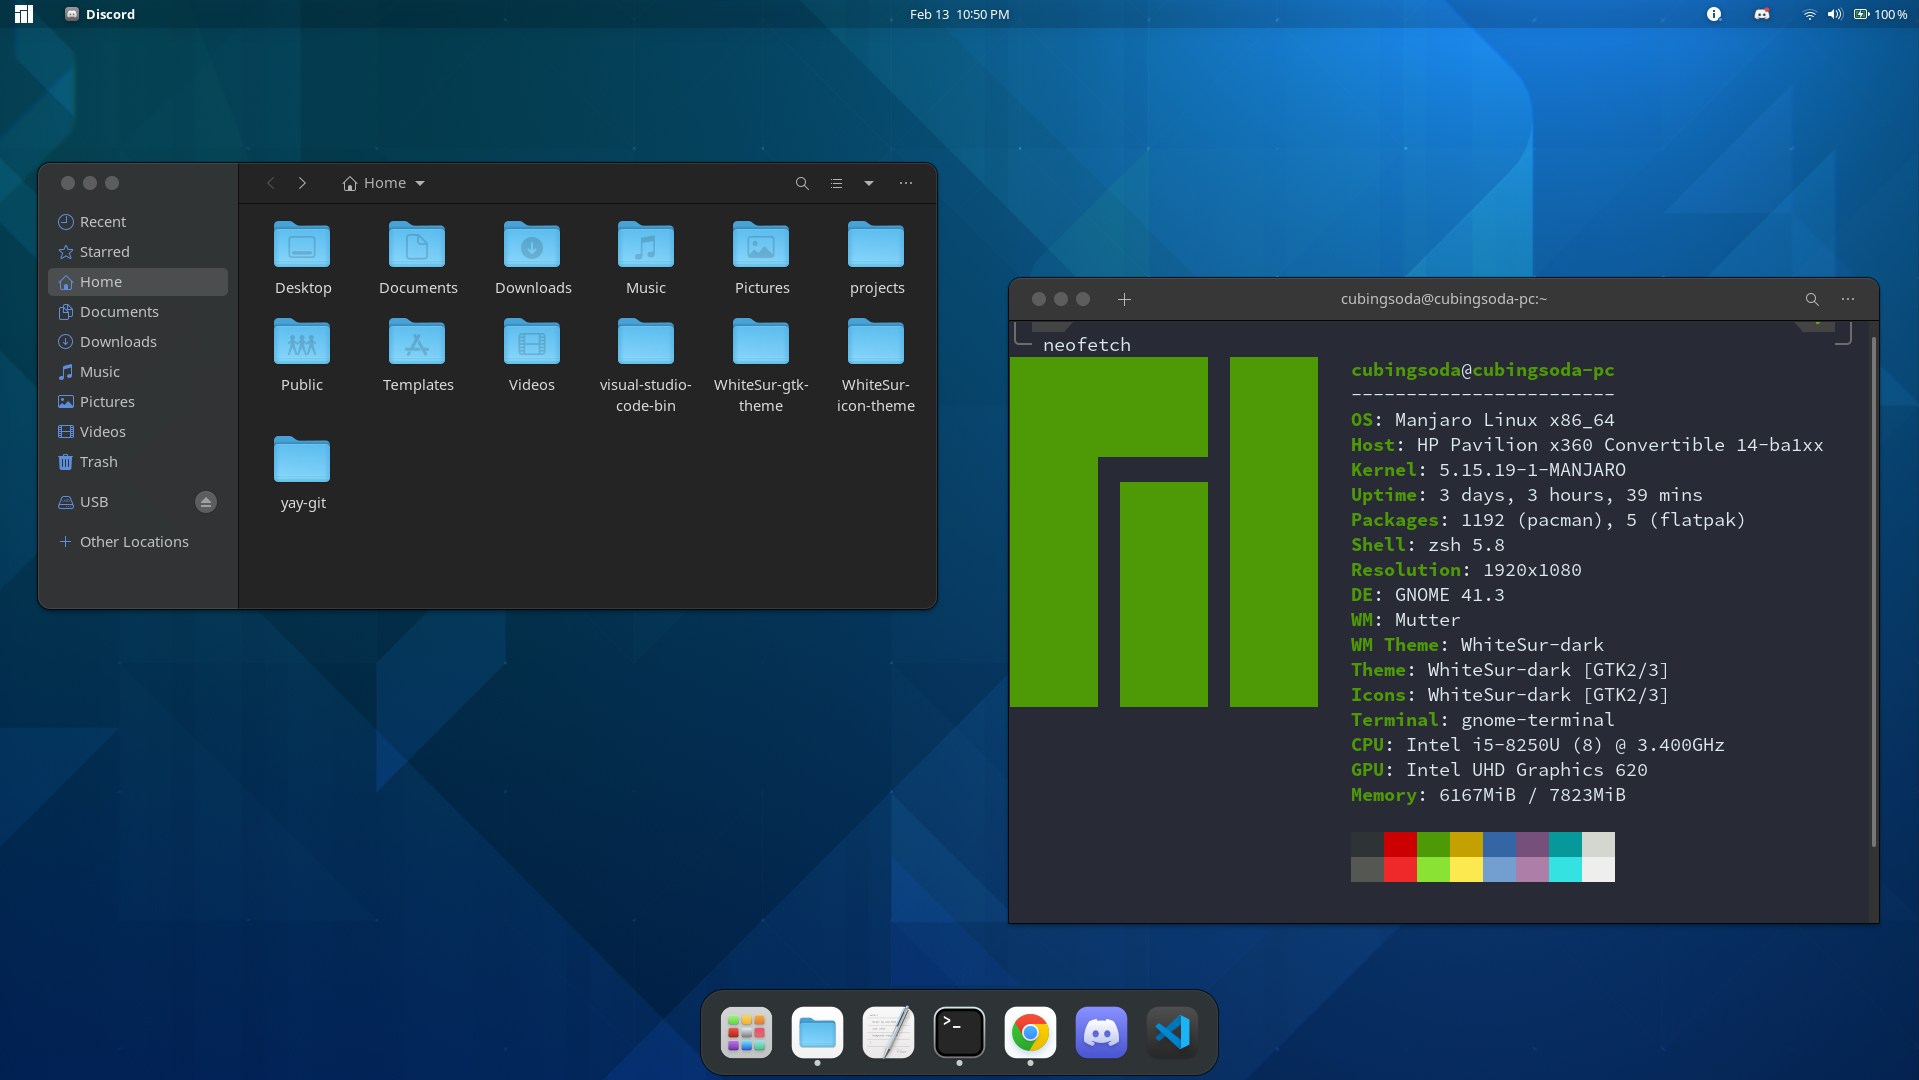 Discord
Feb 13 10:50 PM
100 %
Home
Recent
Starred
Home
Documents
Downloads
Music
Pictures
Videos
Trash
USB
Other Locations
Desktop
Documents
Downloads
Music
Pictures
projects
Public
Templates
Videos
visual-studio-
code-bin
WhiteSur-gtk-
theme
WhiteSur-
icon-theme
yay-git
cubingsoda@cubingsoda-pc:~
neofetch
cubingsoda@cubingsoda-pc
------------------------
OS: Manjaro Linux x86_64
Host: HP Pavilion x360 Convertible 14-ba1xx
Kernel: 5.15.19-1-MANJARO
Uptime: 3 days, 3 hours, 39 mins
Packages: 1192 (pacman), 5 (flatpak)
Shell: zsh 5.8
Resolution: 1920x1080
DE: GNOME 41.3
WM: Mutter
WM Theme: WhiteSur-dark
Theme: WhiteSur-dark [GTK2/3]
Icons: WhiteSur-dark [GTK2/3]
Terminal: gnome-terminal
CPU: Intel i5-8250U (8) @ 3.400GHz
GPU: Intel UHD Graphics 620
Memory: 6167MiB / 7823MiB
>_